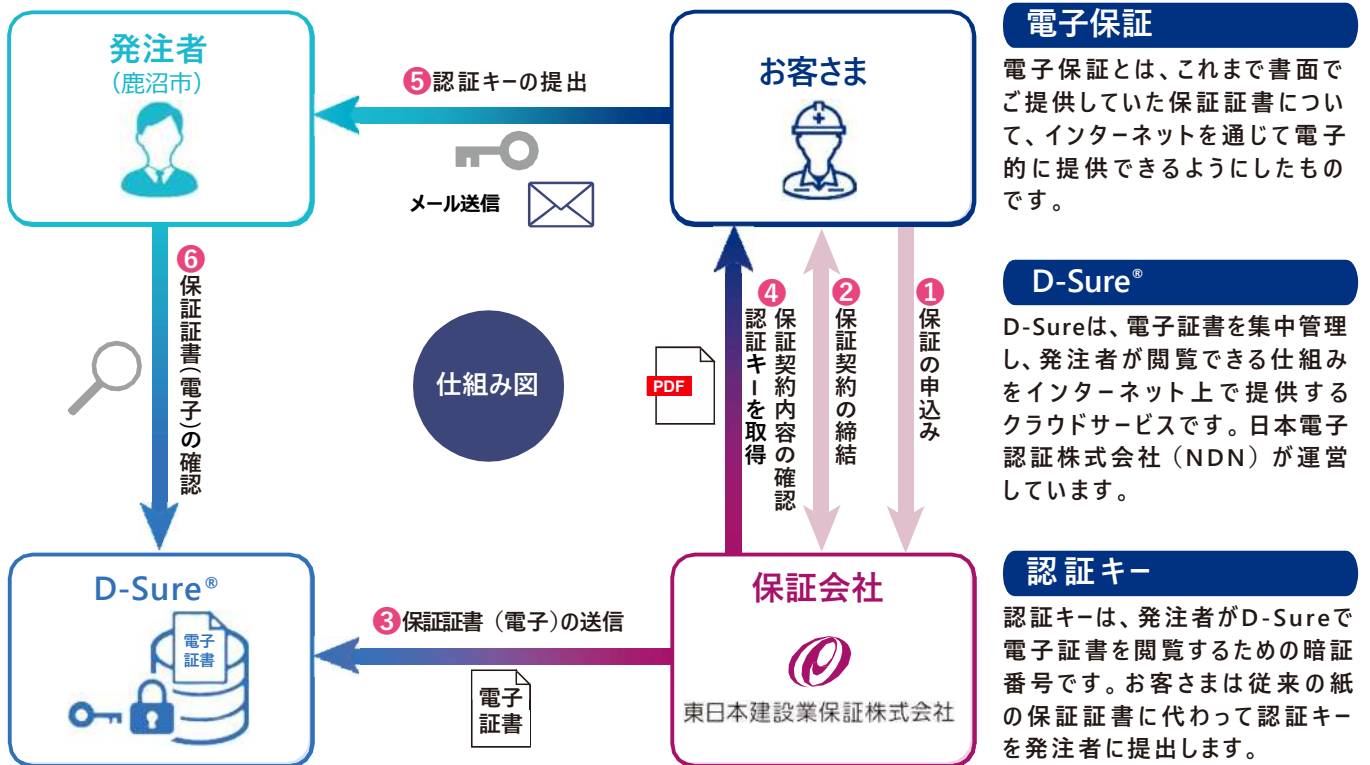 発注者
（鹿沼市）
❺認証キーの提出
メール送信
お客さま
❻保証証書（電子）の確認
仕組み図
PDF
❹保証契約内容の確認
認証キーを取得
❷保証契約の締結
❶保証の申込み
D-Sure®
電子
証書
❸保証証書（電子）の送信
電子
証書
保証会社
東日本建設業保証株式会社
電子保証
電子保証とは、これまで書面で
ご提供していた保証証書につい
て、インターネットを通じて電子
的に提供できるようにしたもの
です。
D-Sure®
D-Sureは、電子証書を集中管理
し、発注者が閲覧できる仕組み
をインターネット上で提供する
クラウドサービスです。日本電子
認証株式会社（NDN）が運営
しています。
認証キー
認証キーは、発注者がD-Sureで
電子証書を閲覧するための暗証
番号です。お客さまは従来の紙
の保証証書に代わって認証キー
を発注者に提出します。